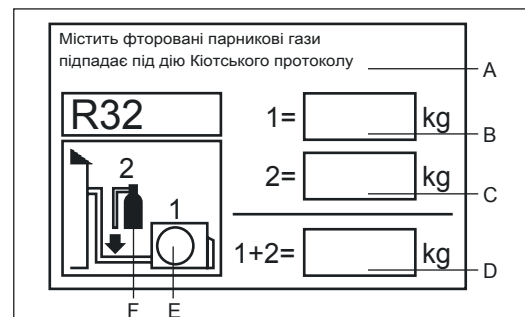 Містить фторовані парникові гази
підпадає під дію Кіотського протоколу
A
R32
1= kg
B
2
2= kg
C
1
1+2= kg
D
F E